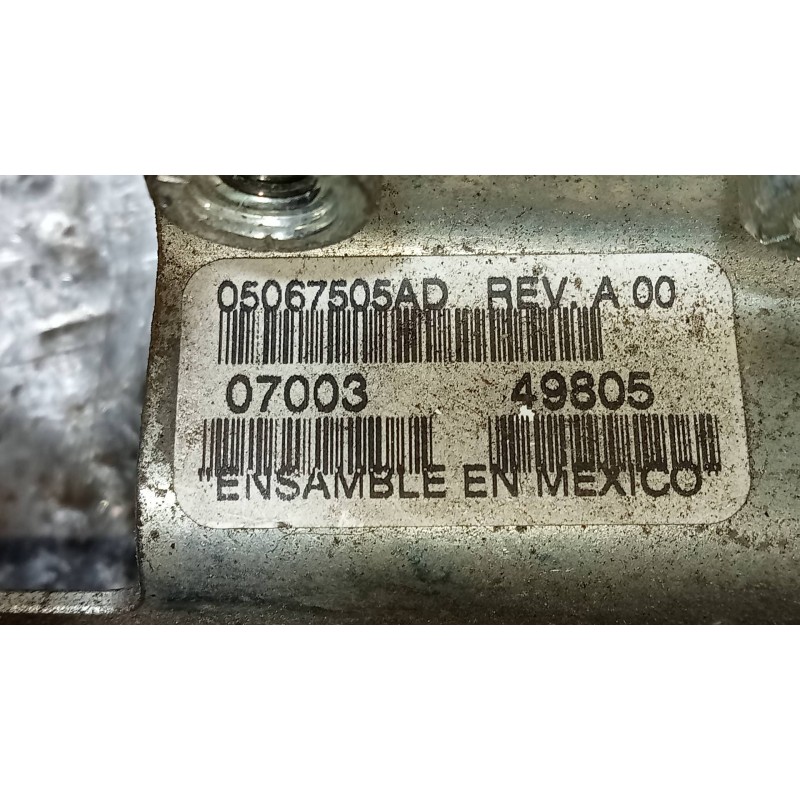 05067505AD REV. A 00
07003 49805
"ENSAMBLE EN MEXICO"